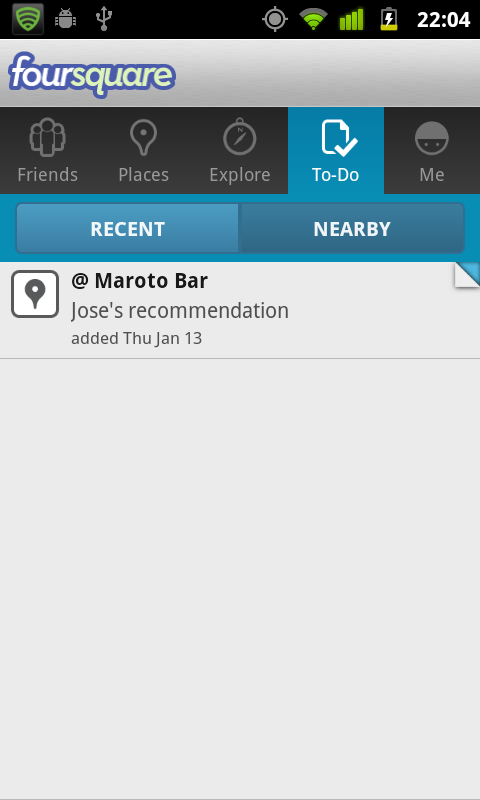 22:04
foursquare
Friends Places Explore To-Do Me
RECENT NEARBY
@ Maroto Bar
Jose's recommendation
added Thu Jan 13